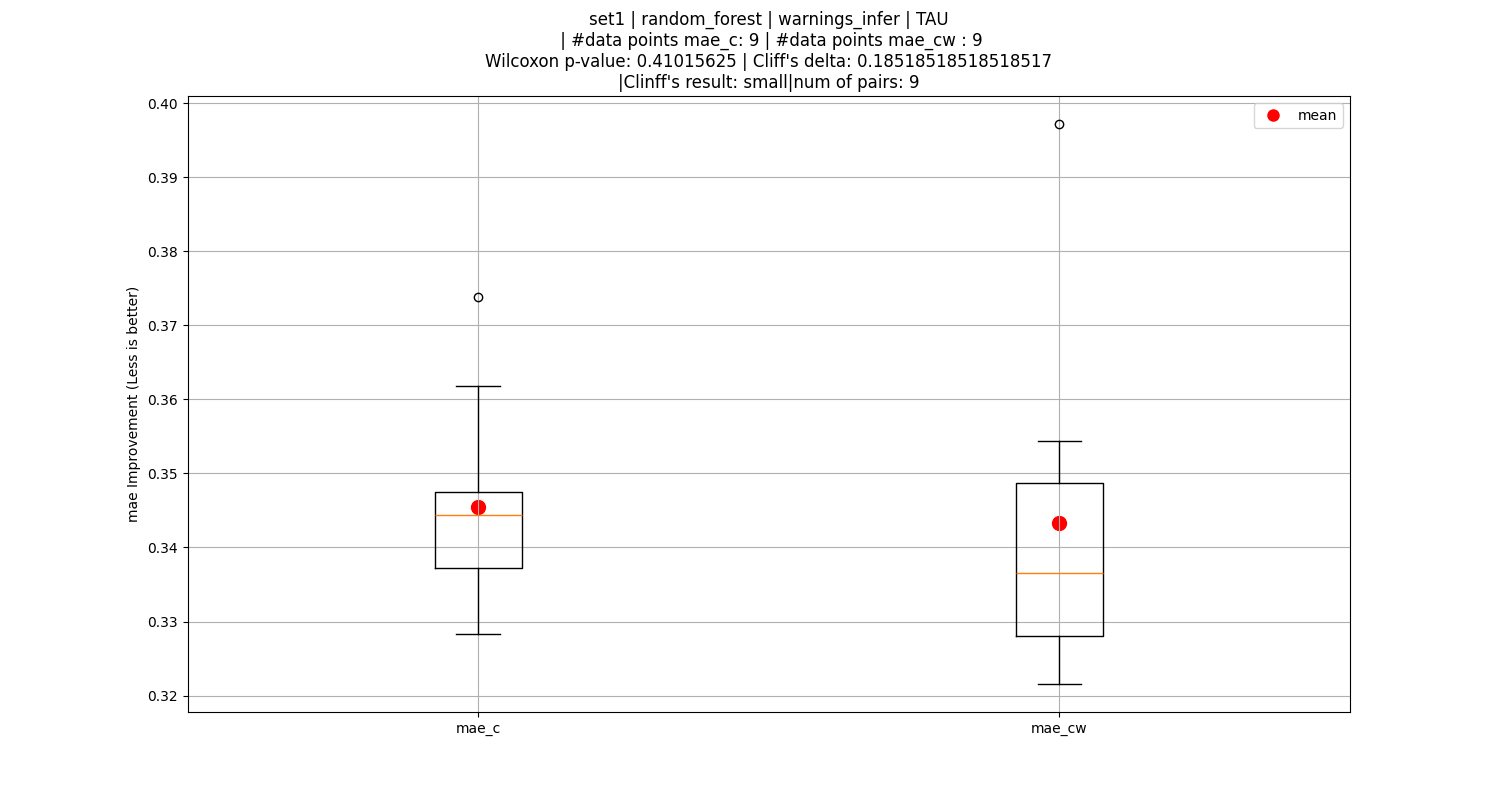 set1 | random_forest | warnings_infer | TAU
| #data points mae_c: 9 | #data points mae_cw : 9
Wilcoxon p-value: 0.41015625 | Cliff's delta: 0.18518518518518517
|Clinff's result: small|num of pairs: 9
mean
mae Improvement (Less is better)
0.40
0.39
0.38
0.37
0.36
0.35
0.34
0.33
0.32
mae_c
mae_cw